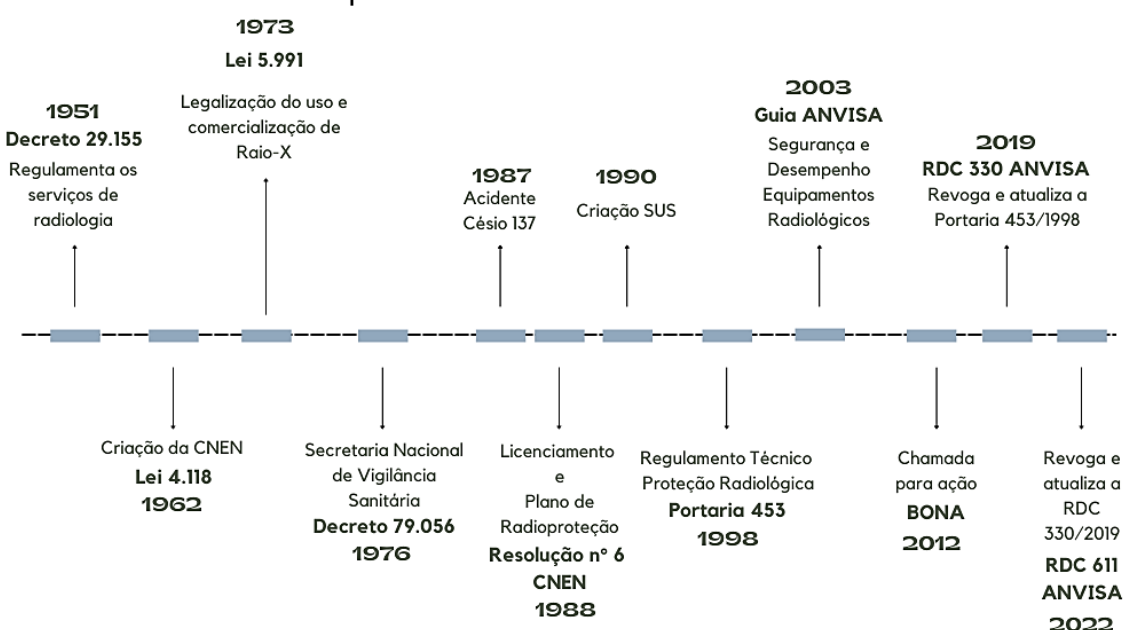 1951
Decreto 29.155
Regulamenta os
serviços de
radiologia
Criação da CNEN
Lei 4.118
1962
1973
Lei 5.991
Legalização do uso e
comercialização de
Raio-X
Secretaria Nacional
de Vigilância
Sanitária
Decreto 79.056
1976
1987
Acidente
Césio 137
Licenciamento
e
Plano de
Radioproteção
Resolução nº 6
CNEN
1988
1990
Criação SUS
Regulamento Técnico
Proteção Radiológica
Portaria 453
1998
2003
Guia ANVISA
Segurança e
Desempenho
Equipamentos
Radiológicos
Chamada
para ação
BONA
2012
2019
RDC 330 ANVISA
Revoga e atualiza a
Portaria 453/1998
Revoga e
atualiza a
RDC
330/2019
RDC 611
ANVISA
2022